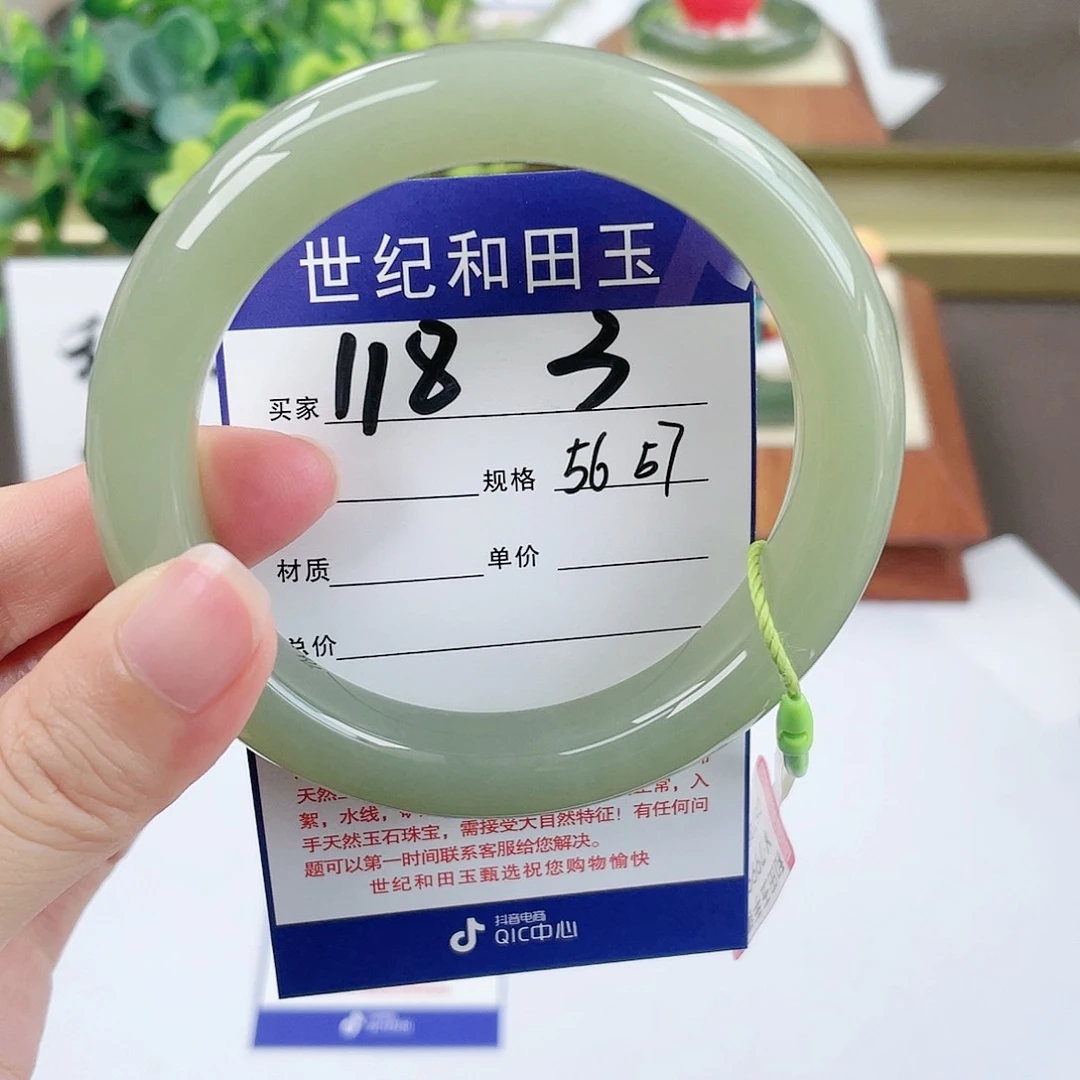 世纪和田玉
买家 118 3
规格 56 57
材质 单价
总价
天然
絮，水线， 正常，入
手天然玉石珠宝，需接受大自然特征！有任何问
题可以第一时间联系客服给您解决。
世纪和田玉甄选祝您购物愉快
抖音电商
QIC中心